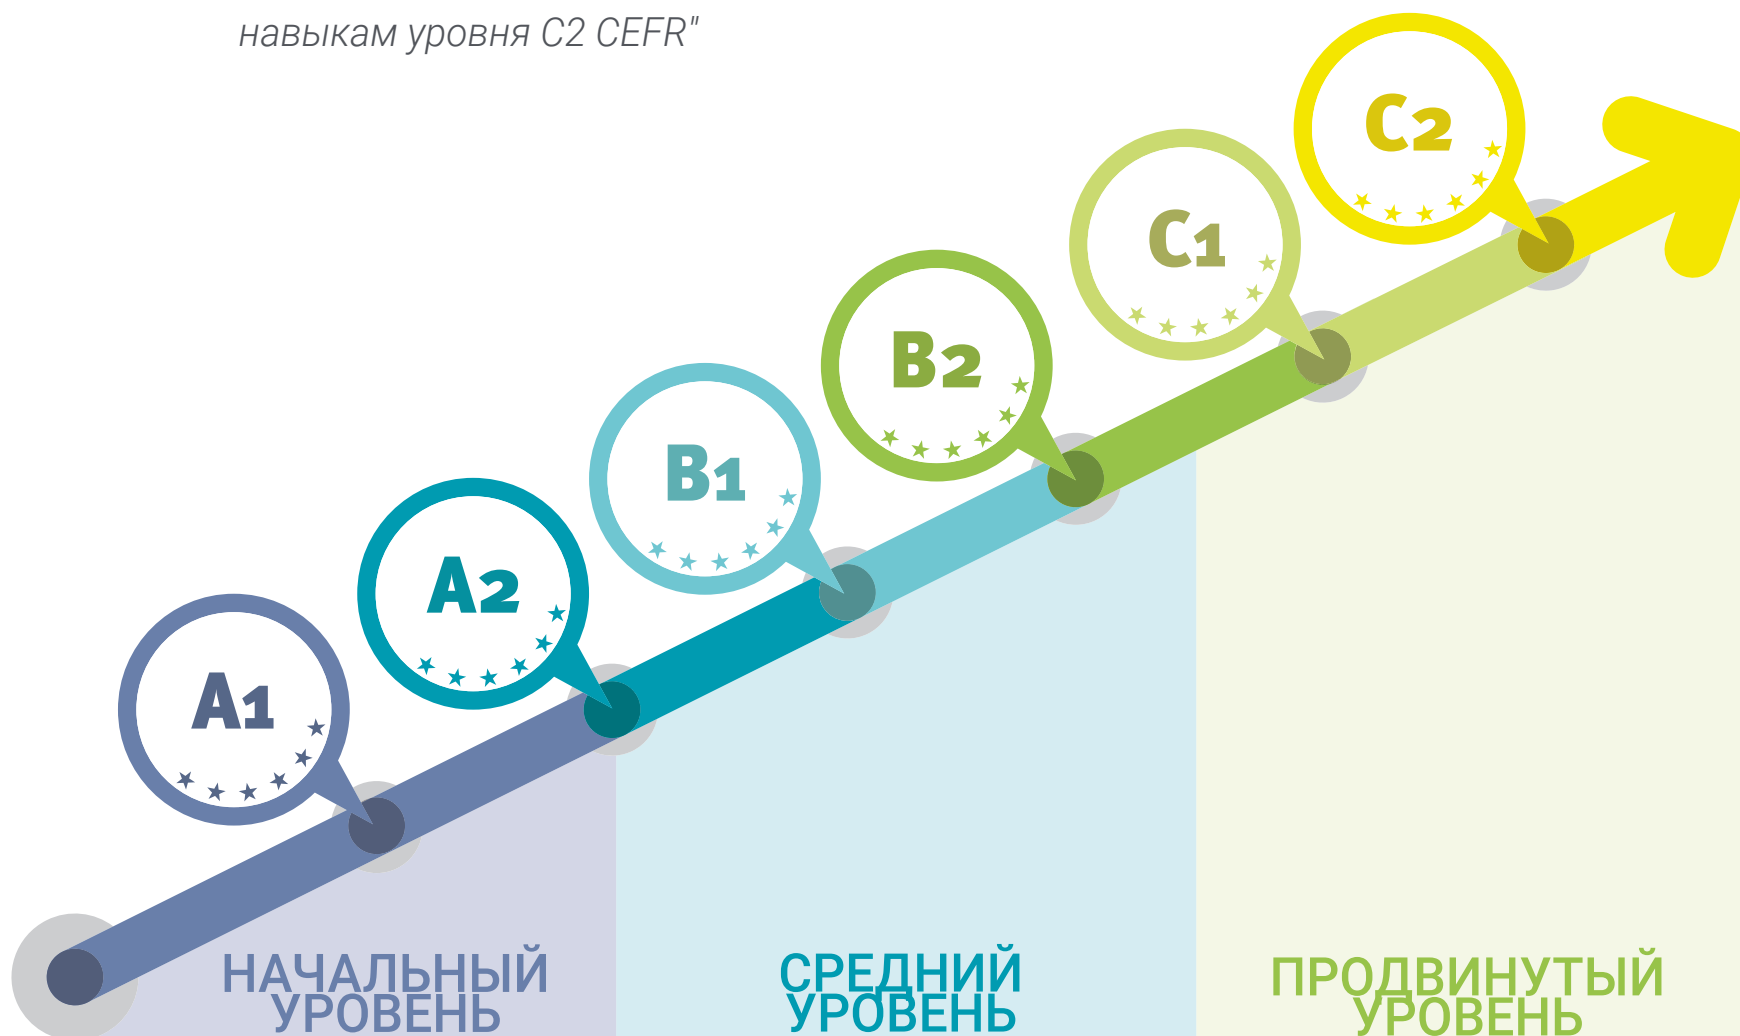 навыкам уровня C2 CEFR"
C2
C1
B2
B1
A2
A1
НАЧАЛЬНЫЙ
УРОВЕНЬ
СРЕДНИЙ
УРОВЕНЬ
ПРОДВИНУТЫЙ
УРОВЕНЬ